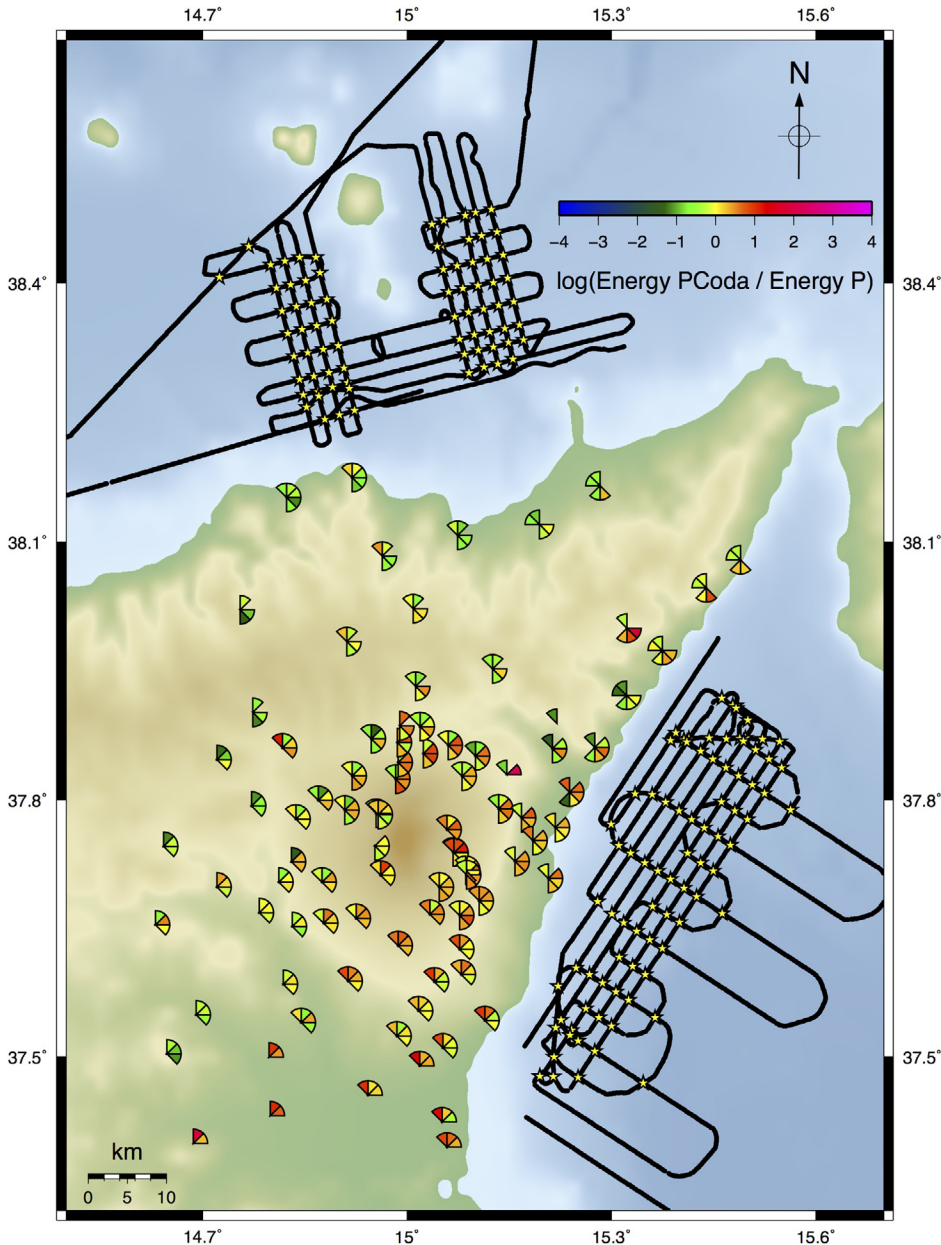 14.7˚ 15˚ 15.3˚ 15.6˚
N
−4 −3 −2 −1 0 1 2 3 4
38.4˚ log(Energy PCoda / Energy P) 38.4˚
38.1˚ 38.1˚
37.8˚ 37.8˚
37.5˚ 37.5˚
km
0 5 10
14.7˚ 15˚ 15.3˚ 15.6˚